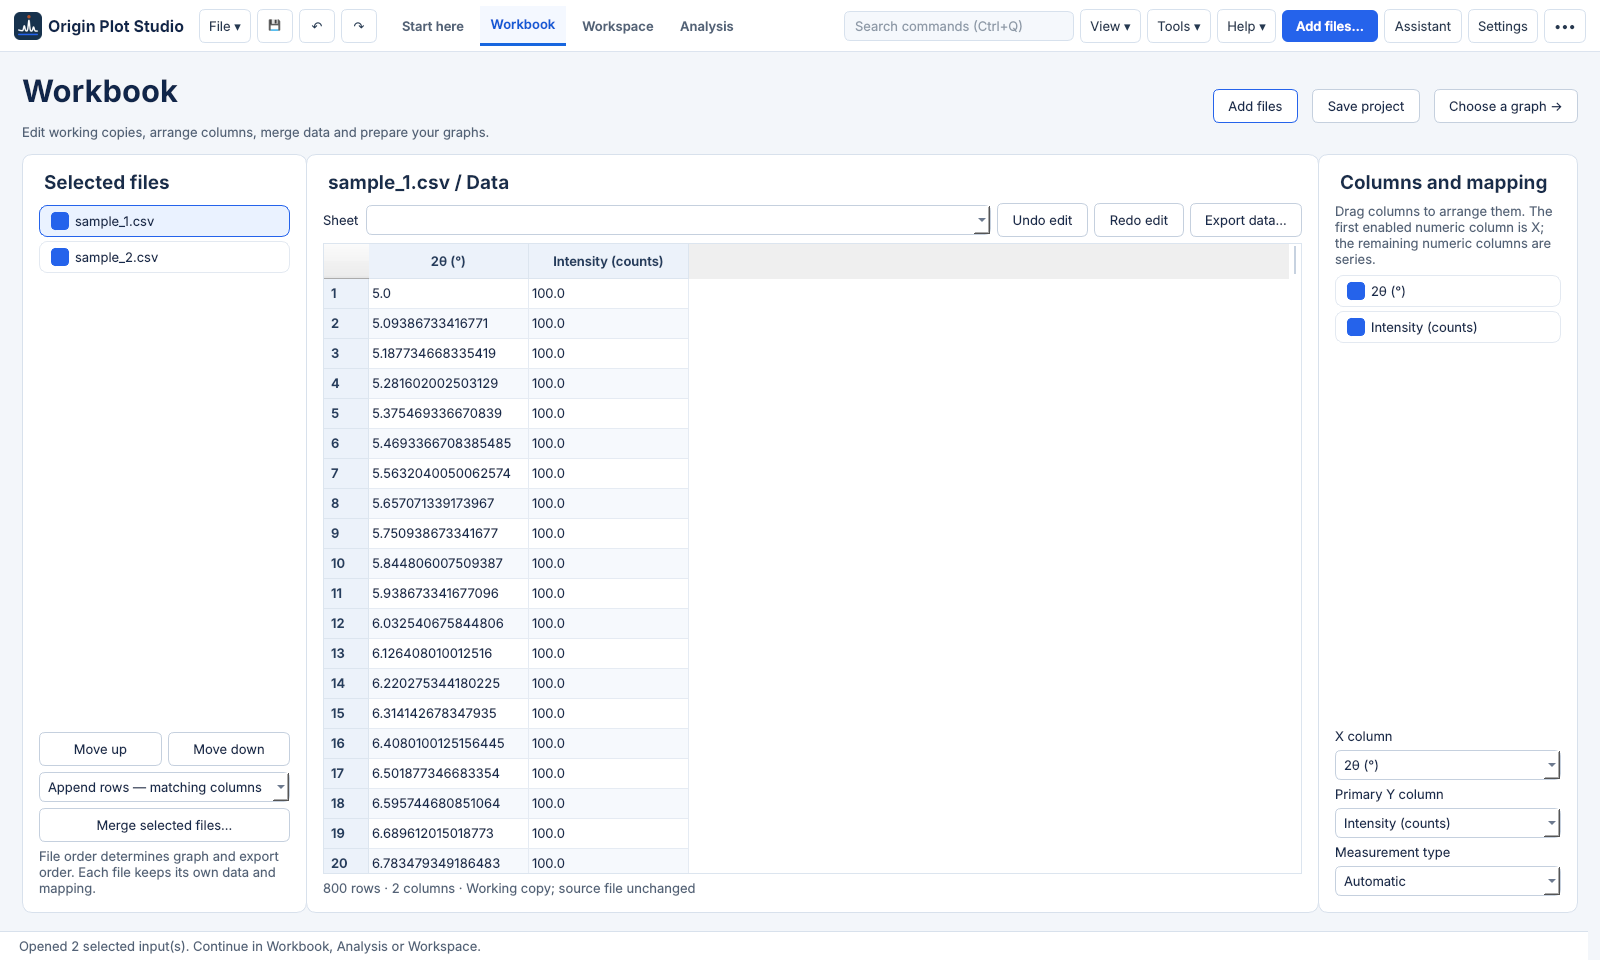 Origin Plot Studio
File ▾
Start here
Workbook
Workspace
Analysis
Search commands (Ctrl+Q)
View ▾
Tools ▾
Help ▾
Add files...
Assistant
Settings
Workbook
Edit working copies, arrange columns, merge data and prepare your graphs.
Add files
Save project
Choose a graph →
Selected files
sample_1.csv
sample_2.csv
Move up
Move down
Append rows — matching columns
Merge selected files...
File order determines graph and export
order. Each file keeps its own data and
mapping.
sample_1.csv / Data
Sheet
Undo edit
Redo edit
Export data...
2θ (°) Intensity (counts)
1 5.0 100.0
2 5.09386733416771 100.0
3 5.187734668335419 100.0
4 5.281602002503129 100.0
5 5.375469336670839 100.0
6 5.4693366708385485 100.0
7 5.5632040050062574 100.0
8 5.657071339173967 100.0
9 5.750938673341677 100.0
10 5.844806007509387 100.0
11 5.938673341677096 100.0
12 6.032540675844806 100.0
13 6.126408010012516 100.0
14 6.220275344180225 100.0
15 6.314142678347935 100.0
16 6.4080100125156445 100.0
17 6.501877346683354 100.0
18 6.595744680851064 100.0
19 6.689612015018773 100.0
20 6.783479349186483 100.0
800 rows · 2 columns · Working copy; source file unchanged
Columns and mapping
Drag columns to arrange them. The
first enabled numeric column is X;
the remaining numeric columns are
series.
2θ (°)
Intensity (counts)
X column
2θ (°)
Primary Y column
Intensity (counts)
Measurement type
Automatic
Opened 2 selected input(s). Continue in Workbook, Analysis or Workspace.